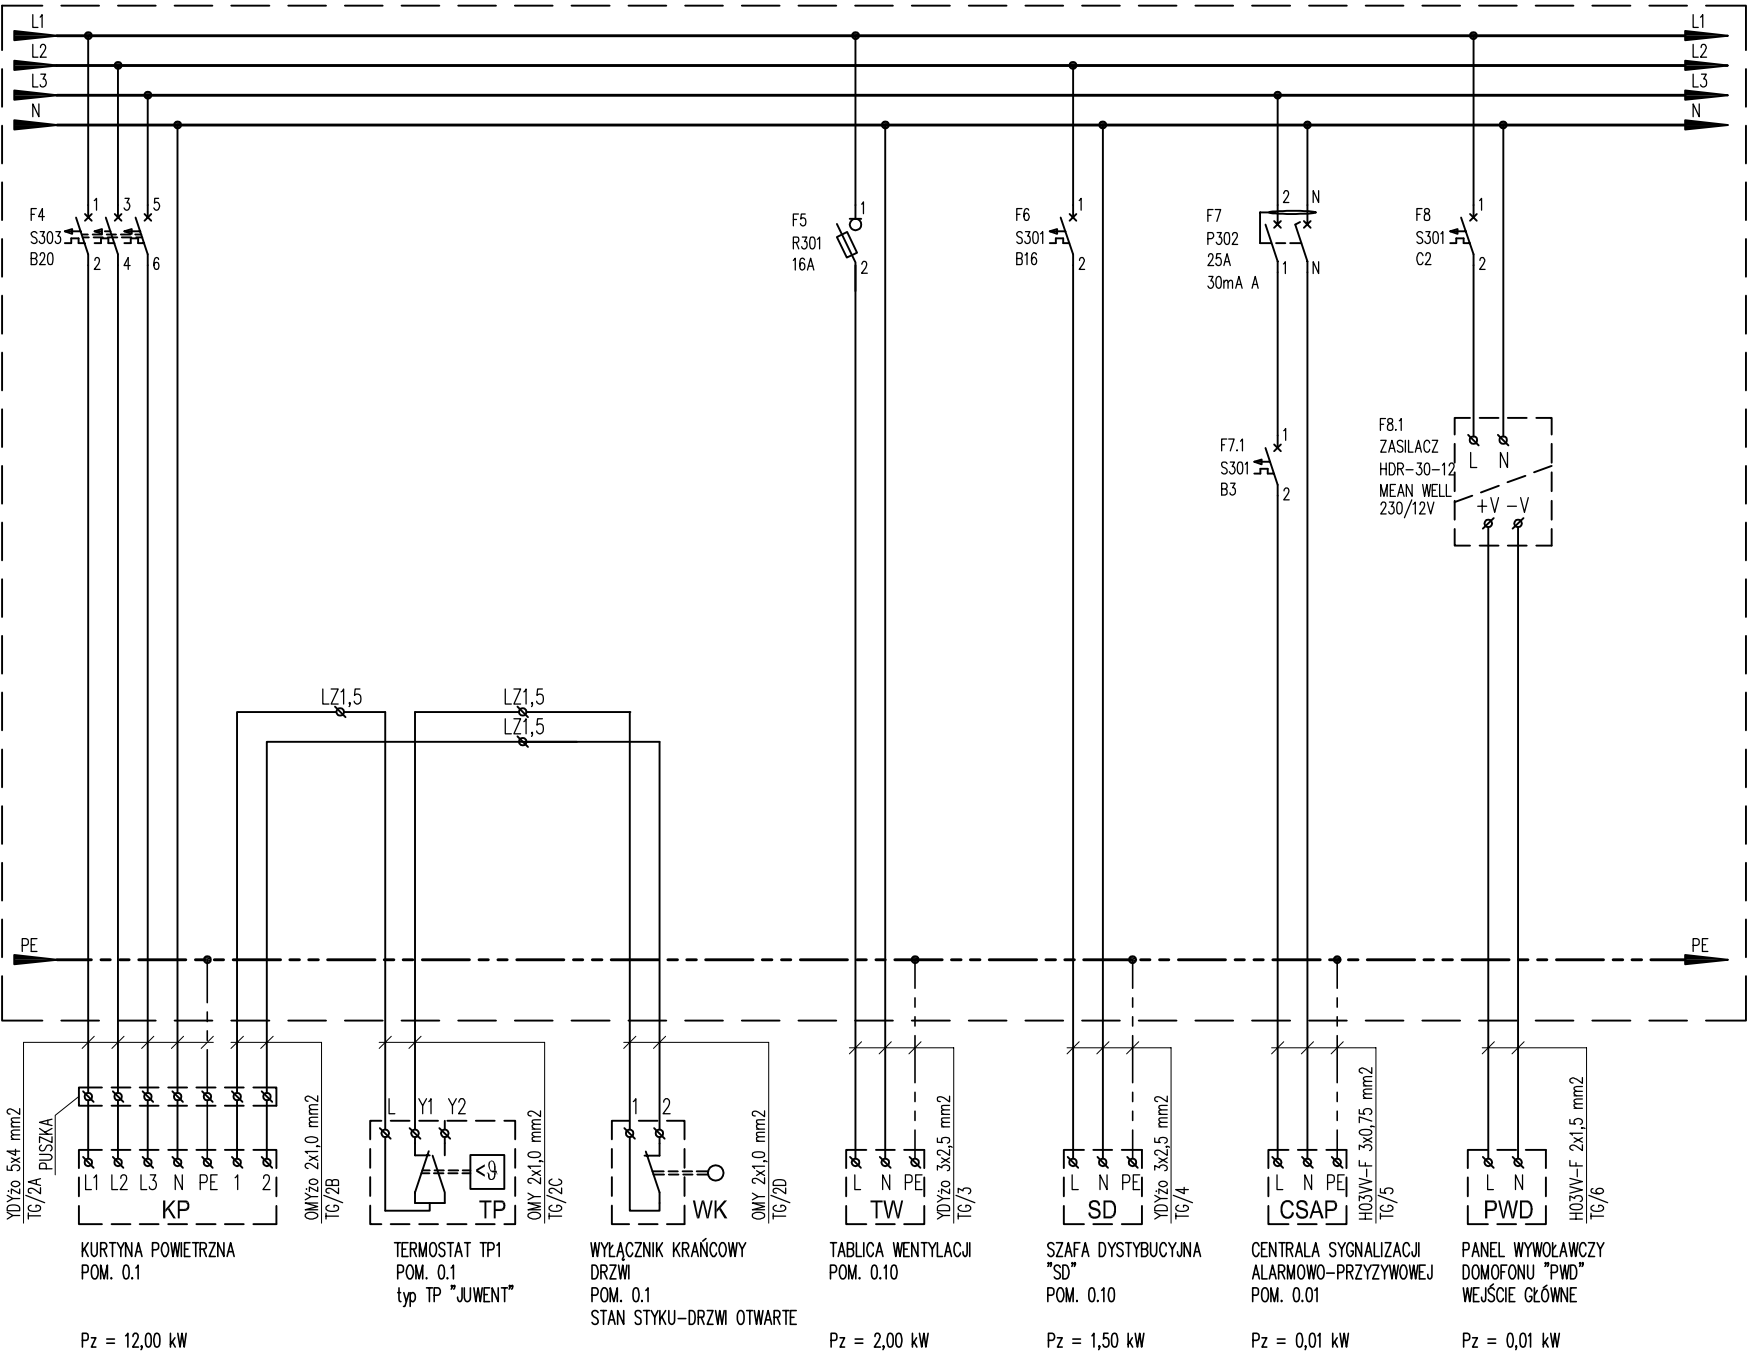 L1
L2
L3
N
L1
L2
L3
N
F4
S303
B20
1
3
5
2
4
6
F5
R301
16A
1
2
F6
S301
B16
1
2
F7
P302
25A
30mA A
2
N
1
N
F8
S301
C2
1
2
F7.1
S301
B3
1
2
F8.1
ZASILACZ
HDR-30-12
MEAN WELL
230/12V
L
N
+V
-V
LZ1,5
LZ1,5
LZ1,5
PE
PE
YDYżo 5x4 mm2
TG/2A
PUSZKA
L1
L2
L3
N
PE
1
2
KP
OMYżo 2x1,0 mm2
TG/2B
L
Y1
Y2
<ϑ
TP
OMY 2x1,0 mm2
TG/2C
1
2
WK
OMY 2x1,0 mm2
TG/2D
L
N
PE
TW
YDYżo 3x2,5 mm2
TG/3
L
N
PE
SD
YDYżo 3x2,5 mm2
TG/4
L
N
PE
CSAP
H03VV-F 3x0,75 mm2
TG/5
L
N
PWD
H03VV-F 2x1,5 mm2
TG/6
KURTYNA POWIETRZNA
POM. 0.1
Pz = 12,00 kW
TERMOSTAT TP1
POM. 0.1
typ TP "JUWENT"
WYŁĄCZNIK KRAŃCOWY
DRZWI
POM. 0.1
STAN STYKU-DRZWI OTWARTE
TABLICA WENTYLACJI
POM. 0.10
Pz = 2,00 kW
SZAFA DYSTYBUCYJNA
"SD"
POM. 0.10
Pz = 1,50 kW
CENTRALA SYGNALIZACJI
ALARMOWO-PRZYZYWOWEJ
POM. 0.01
Pz = 0,01 kW
PANEL WYWOŁAWCZY
DOMOFONU "PWD"
WEJŚCIE GŁÓWNE
Pz = 0,01 kW